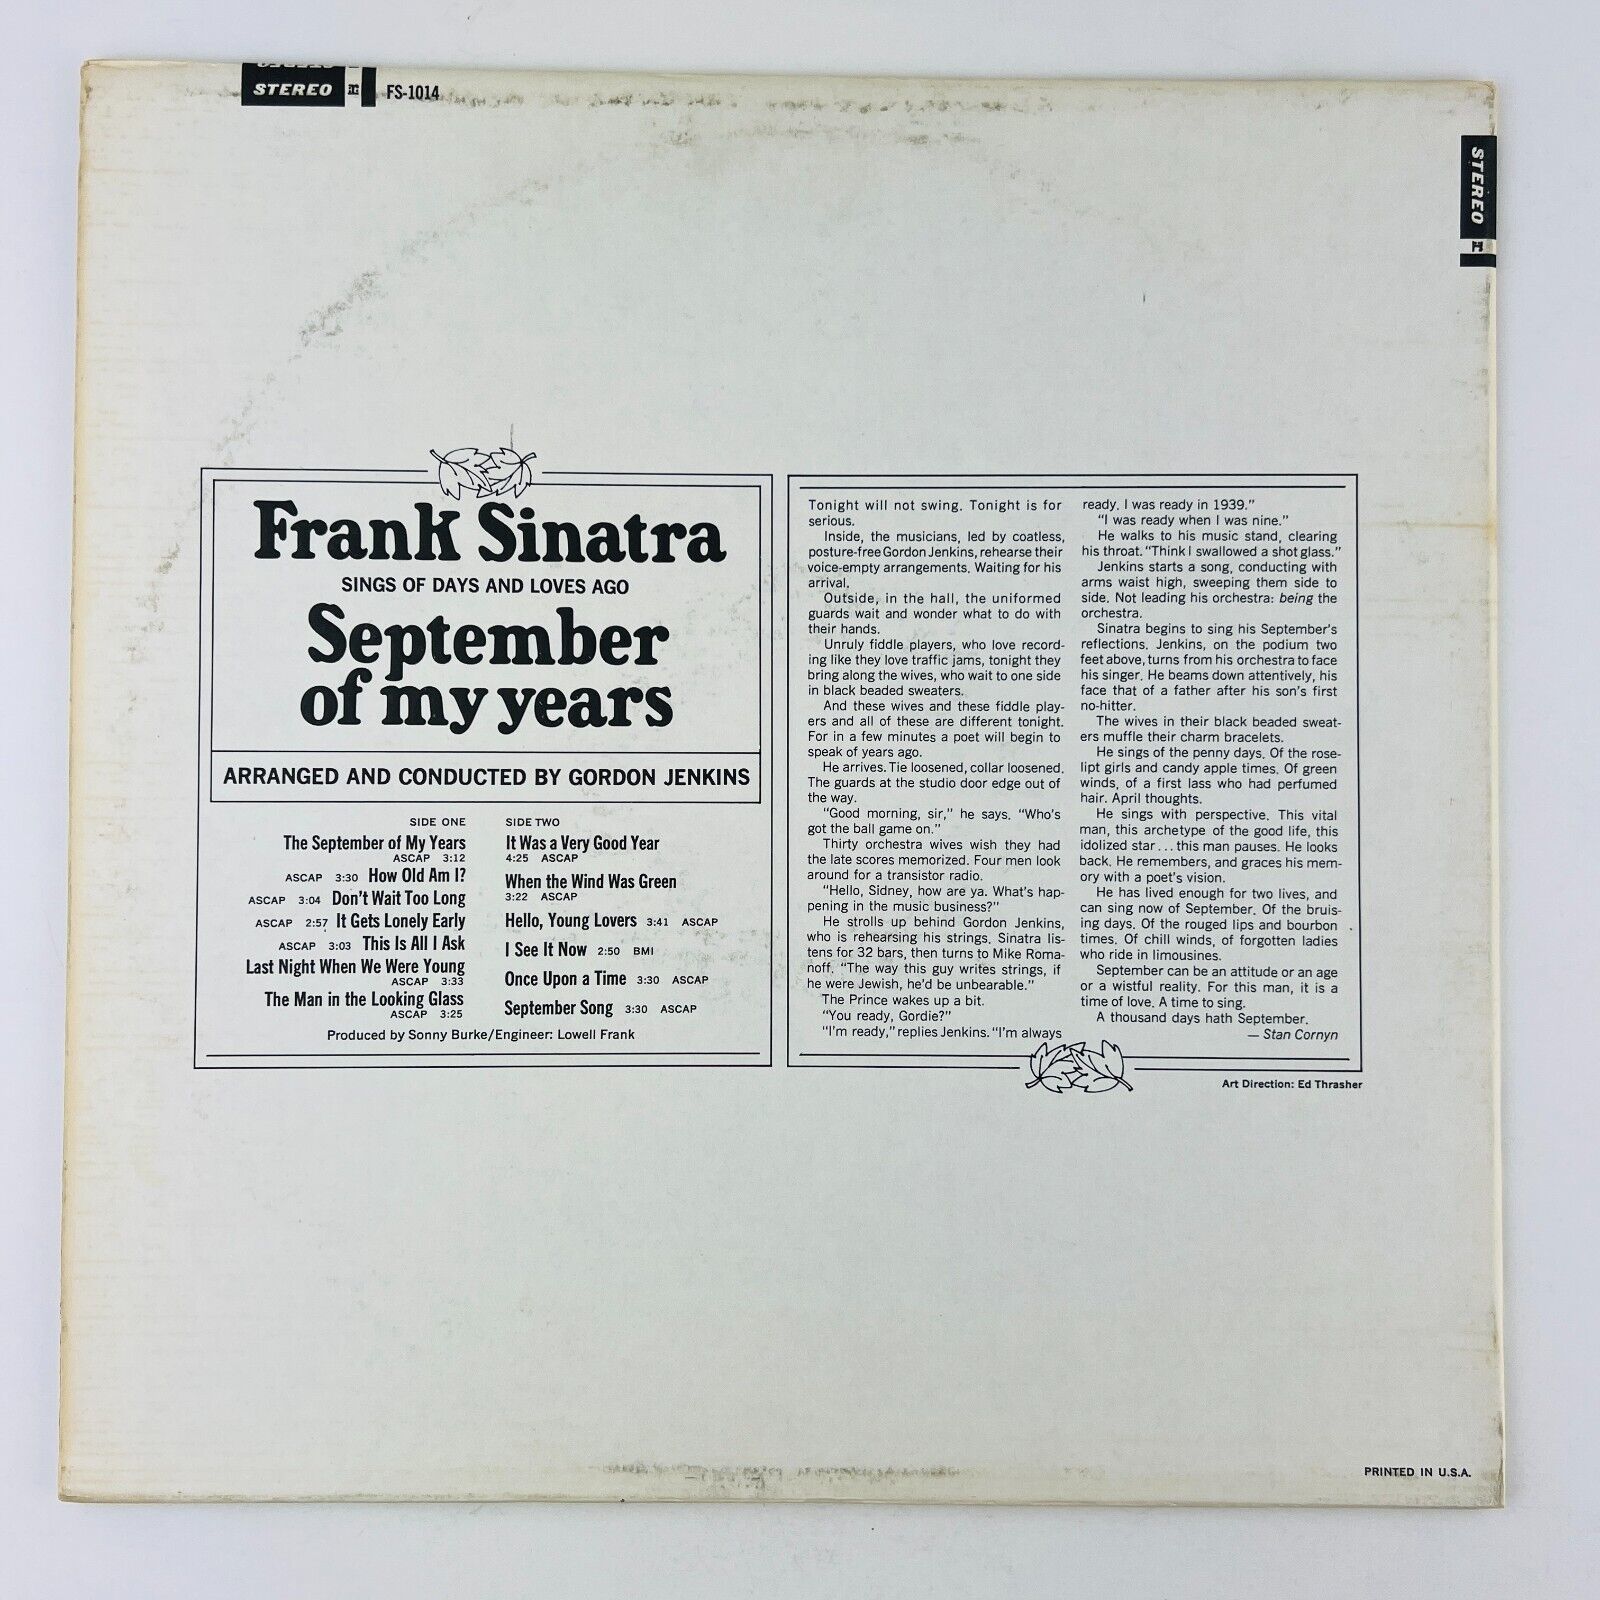 STEREO
FS-1014
STEREO
Frank Sinatra
SINGS OF DAYS AND LOVES AGO
September
of my years
ARRANGED AND CONDUCTED BY GORDON JENKINS
SIDE ONE
The September of My Years
ASCAP 3:12
ASCAP 3:30 How Old Am I?
ASCAP 3:04 Don't Wait Too Long
ASCAP 2:57 It Gets Lonely Early
ASCAP 3:03 This Is All I Ask
Last Night When We Were Young
ASCAP 3:33
The Man in the Looking Glass
ASCAP 3:25
SIDE TWO
It Was a Very Good Year
4:25 ASCAP
When the Wind Was Green
3:22 ASCAP
Hello, Young Lovers 3:41 ASCAP
I See It Now 2:50 BMI
Once Upon a Time 3:30 ASCAP
September Song 3:30 ASCAP
Produced by Sonny Burke/Engineer: Lowell Frank
Tonight will not swing. Tonight is for
serious.
Inside, the musicians, led by coatless,
posture-free Gordon Jenkins, rehearse their
voice-empty arrangements. Waiting for his
arrival.
Outside, in the hall, the uniformed
guards wait and wonder what to do with
their hands.
Unruly fiddle players, who love record-
ing like they love traffic jams, tonight they
bring along the wives, who wait to one side
in black beaded sweaters.
And these wives and these fiddle play-
ers and all of these are different tonight.
For in a few minutes a poet will begin to
speak of years ago.
He arrives. Tie loosened, collar loosened.
The guards at the studio door edge out of
the way.
"Good morning, sir," he says. "Who's
got the ball game on."
Thirty orchestra wives wish they had
the late scores memorized. Four men look
around for a transistor radio.
"Hello, Sidney, how are ya. What's hap-
pening in the music business?"
He strolls up behind Gordon Jenkins,
who is rehearsing his strings. Sinatra lis-
tens for 32 bars, then turns to Mike Roma-
noff. "The way this guy writes strings, if
he were Jewish, he'd be unbearable."
The Prince wakes up a bit.
"You ready, Gordie?"
"I'm ready," replies Jenkins. "I'm always
ready. I was ready in 1939."
"I was ready when I was nine."
He walks to his music stand, clearing
his throat. "Think I swallowed a shot glass."
Jenkins starts a song, conducting with
arms waist high, sweeping them side to
side. Not leading his orchestra: being the
orchestra.
Sinatra begins to sing his September's
reflections. Jenkins, on the podium two
feet above, turns from his orchestra to face
his singer. He beams down attentively, his
face that of a father after his son's first
no-hitter.
The wives in their black beaded sweat-
ers muffle their charm bracelets.
He sings of the penny days. Of the rose-
lipt girls and candy apple times. Of green
winds, of a first lass who had perfumed
hair. April thoughts.
He sings with perspective. This vital
man, this archetype of the good life, this
idolized star... this man pauses. He looks
back. He remembers, and graces his mem-
ory with a poet's vision.
He has lived enough for two lives, and
can sing now of September. Of the bruis-
ing days. Of the rouged lips and bourbon
times. Of chill winds, of forgotten ladies
who ride in limousines.
September can be an attitude or an age
or a wistful reality. For this man, it is a
time of love. A time to sing.
A thousand days hath September.
— Stan Cornyn
Art Direction: Ed Thrasher
PRINTED IN U.S.A.